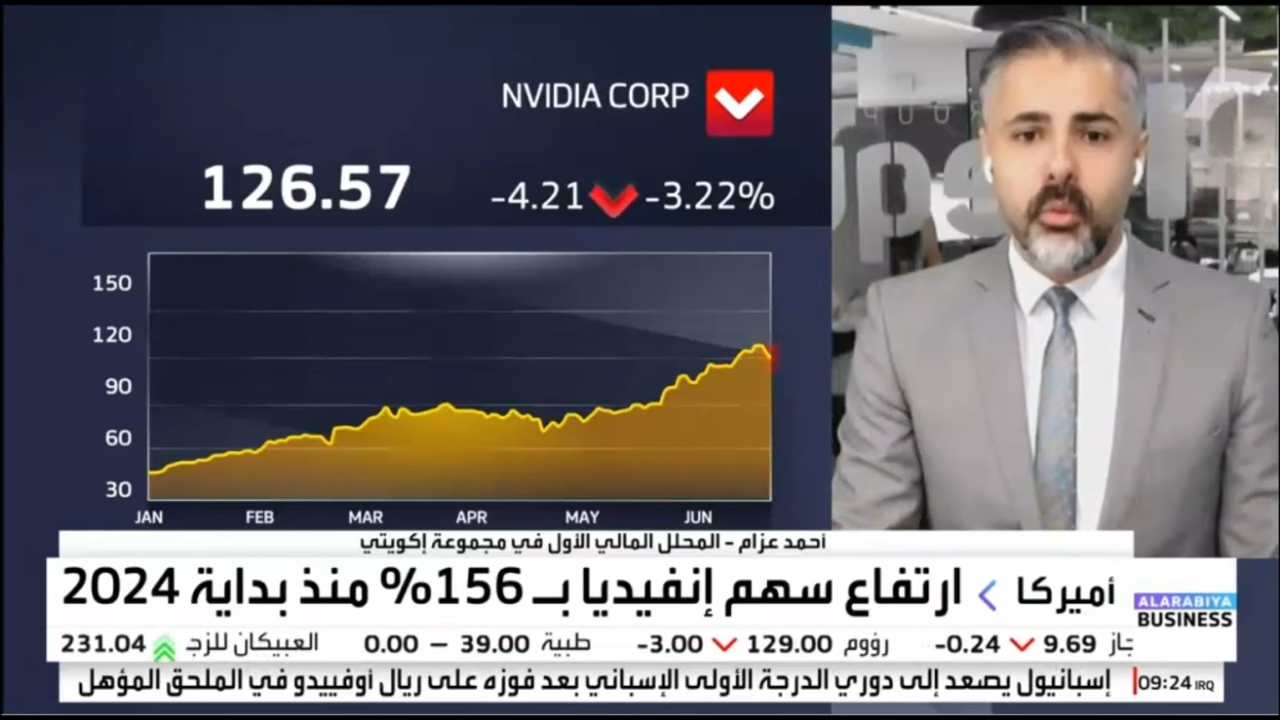 NVIDIA CORP
126.57 -4.21 -3.22%
150
120
90
60
30
JAN FEB MAR APR MAY JUN
أحمد عزام - المحلل المالي الأول في مجموعة إكويتي
أميركا > ارتفاع سهم إنفيديا بـ 156% منذ بداية 2024
ALARABIYA
BUSINESS
جاز 9.69 -0.24 رؤوم 129.00 -3.00 طبية 39.00 – 0.00 العبيكان للزجـ 231.04
إسبانيول يصعد إلى دوري الدرجة الأولى الإسباني بعد فوزه على ريال أوفييدو في الملحق المؤهل
09:24 IRQ